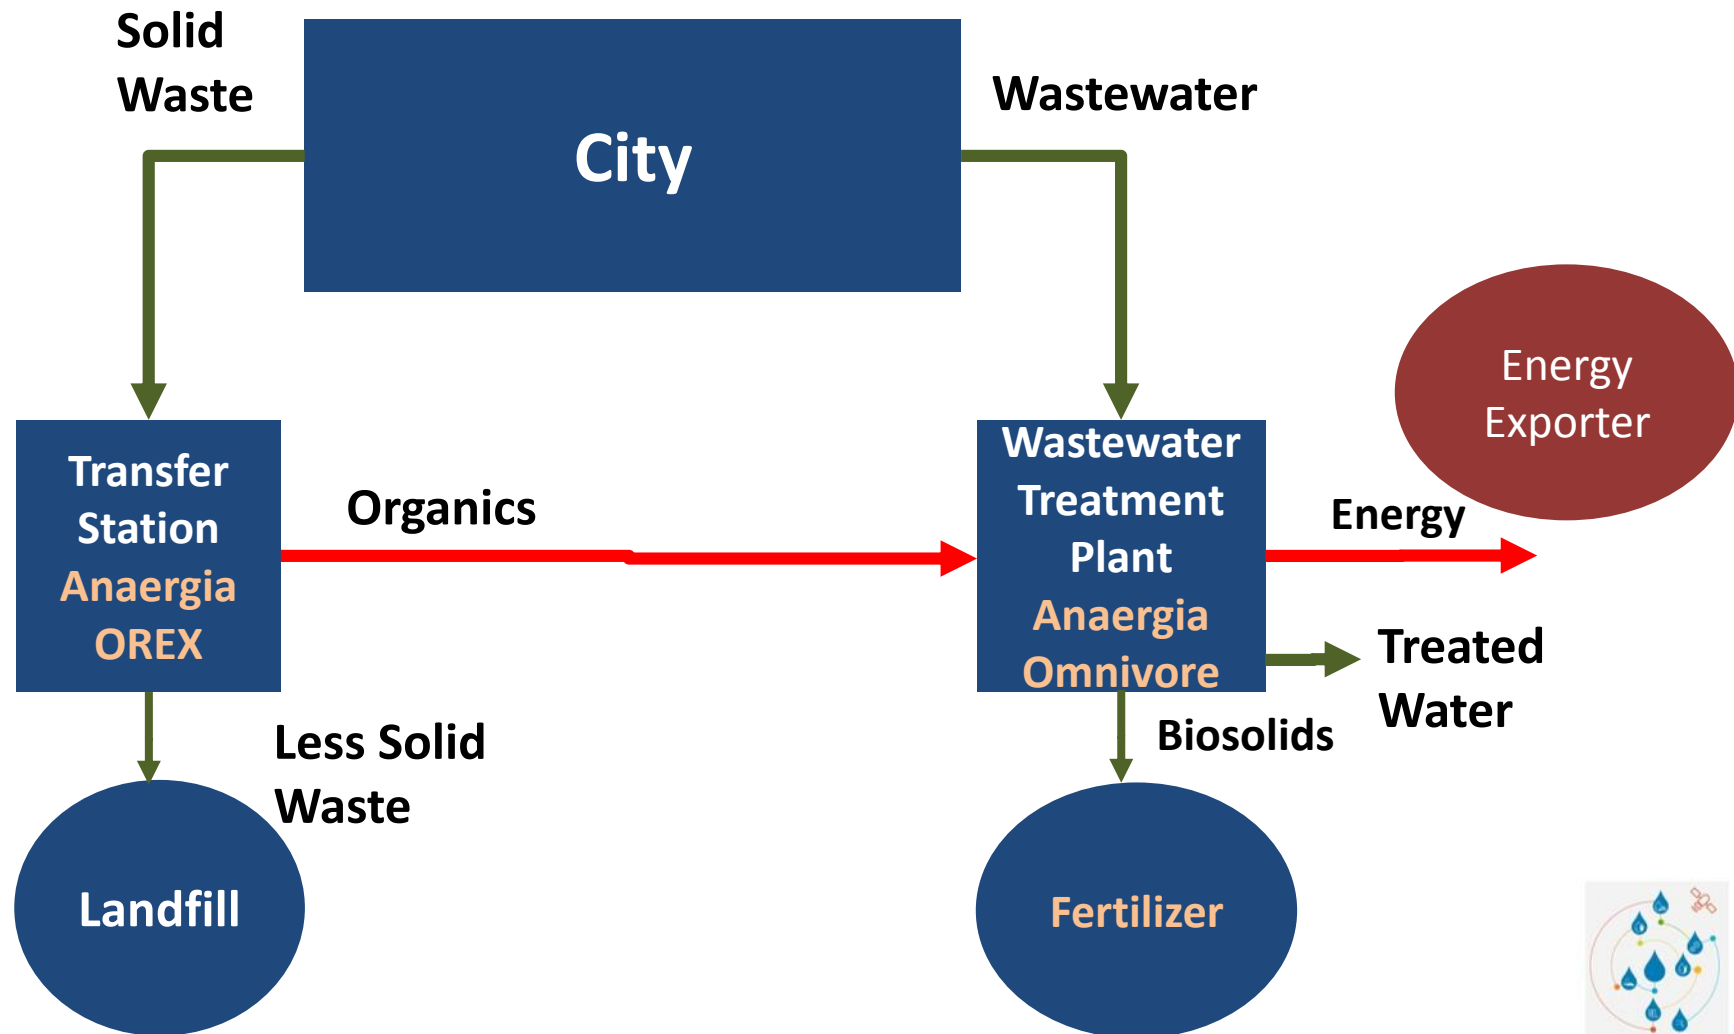 Solid
Waste
City
Wastewater
Energy
Exporter
Transfer
Station
Anaergia
OREX
Organics
Wastewater
Treatment
Plant
Anaergia
Omnivore
Energy
Treated
Water
Less Solid
Waste
Biosolids
Landfill
Fertilizer